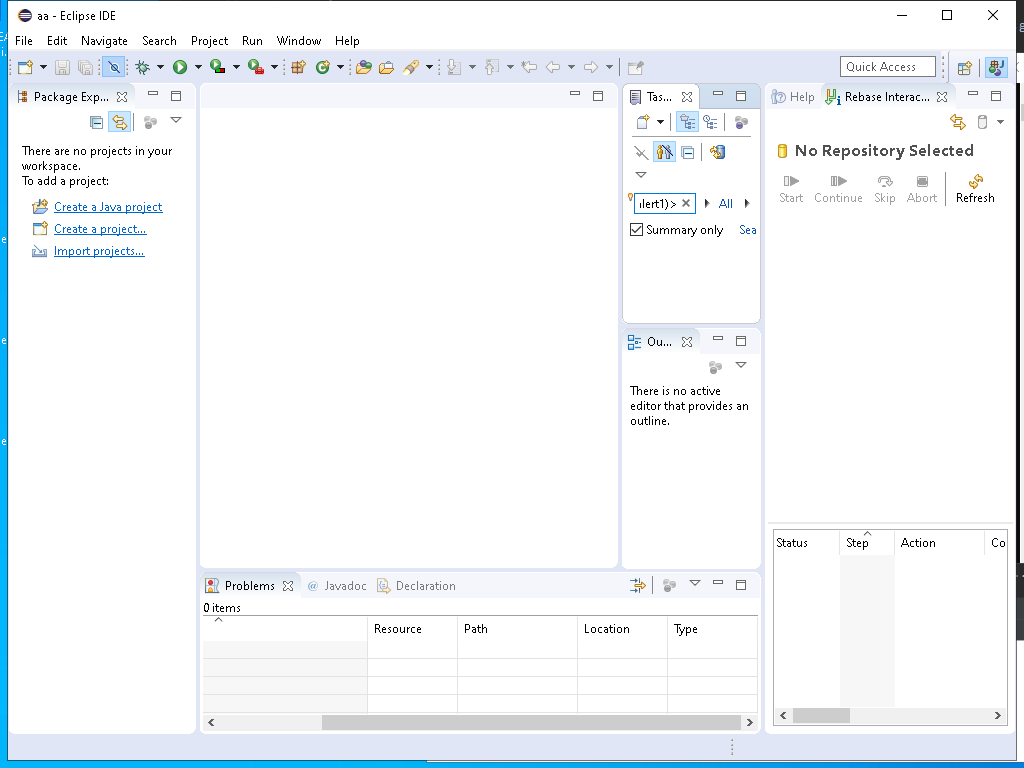 aa - Eclipse IDE
File Edit Navigate Search Project Run Window Help
Quick Access
Package Exp...
There are no projects in your
workspace.
To add a project:
Create a Java project
Create a project...
Import projects...
Tas...
ılert1)>
All
Summary only
Sea
Ou...
There is no active
editor that provides an
outline.
Help
Rebase Interac...
No Repository Selected
Start Continue Skip Abort Refresh
Status Step Action Co
Problems @ Javadoc Declaration
0 items
Resource Path Location Type